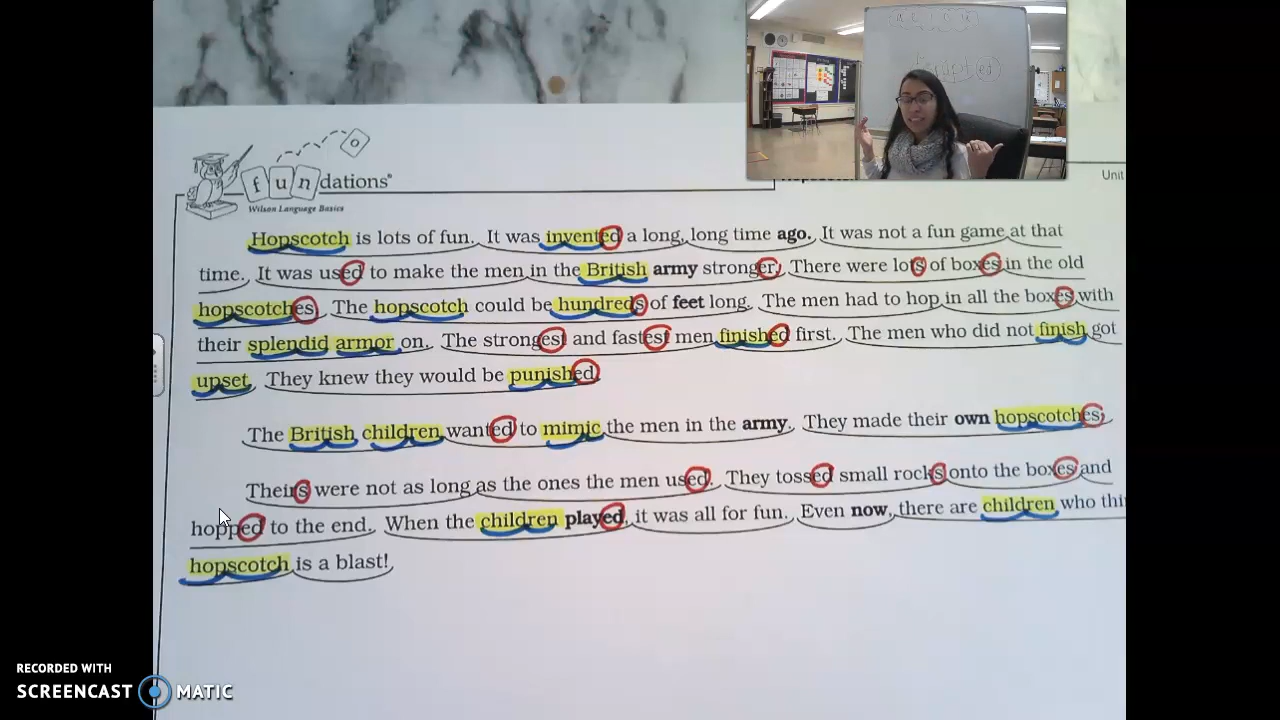 fundations®
Wilson Language Basics
Unit
Hopscotch is lots of fun. It was invented a long, long time ago. It was not a fun game at that
time. It was used to make the men in the British army stronger. There were lots of boxes in the old
hopscotches. The hopscotch could be hundreds of feet long. The men had to hop in all the boxes with
their splendid armor on. The strongest and fastest men finished first. The men who did not finish got
upset. They knew they would be punished.
The British children wanted to mimic the men in the army. They made their own hopscotches.
Theirs were not as long as the ones the men used. They tossed small rocks onto the boxes and
hopped to the end. When the children played, it was all for fun. Even now, there are children who thi
hopscotch is a blast!
RECORDED WITH
SCREENCAST MATIC